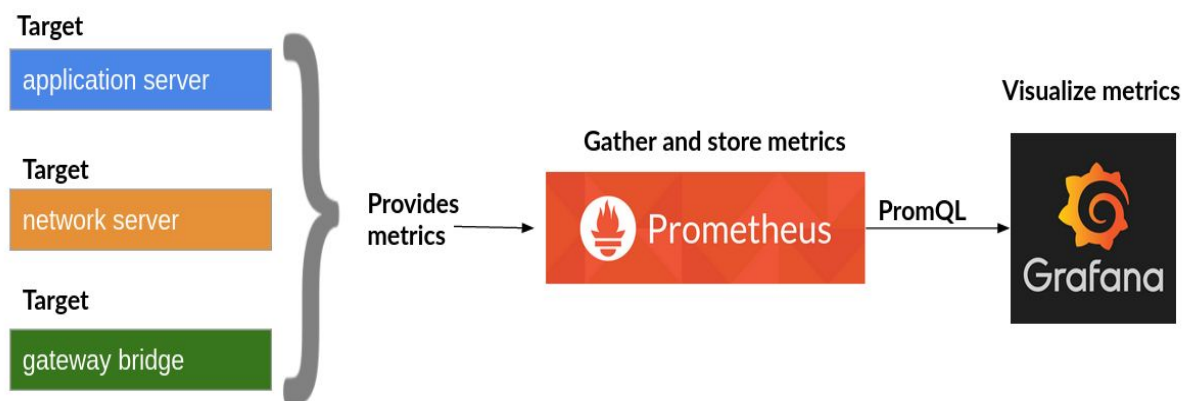 Target
application server
Target
network server
Target
gateway bridge
Provides
metrics
Gather and store metrics
Prometheus
PromQL
Visualize metrics
Grafana